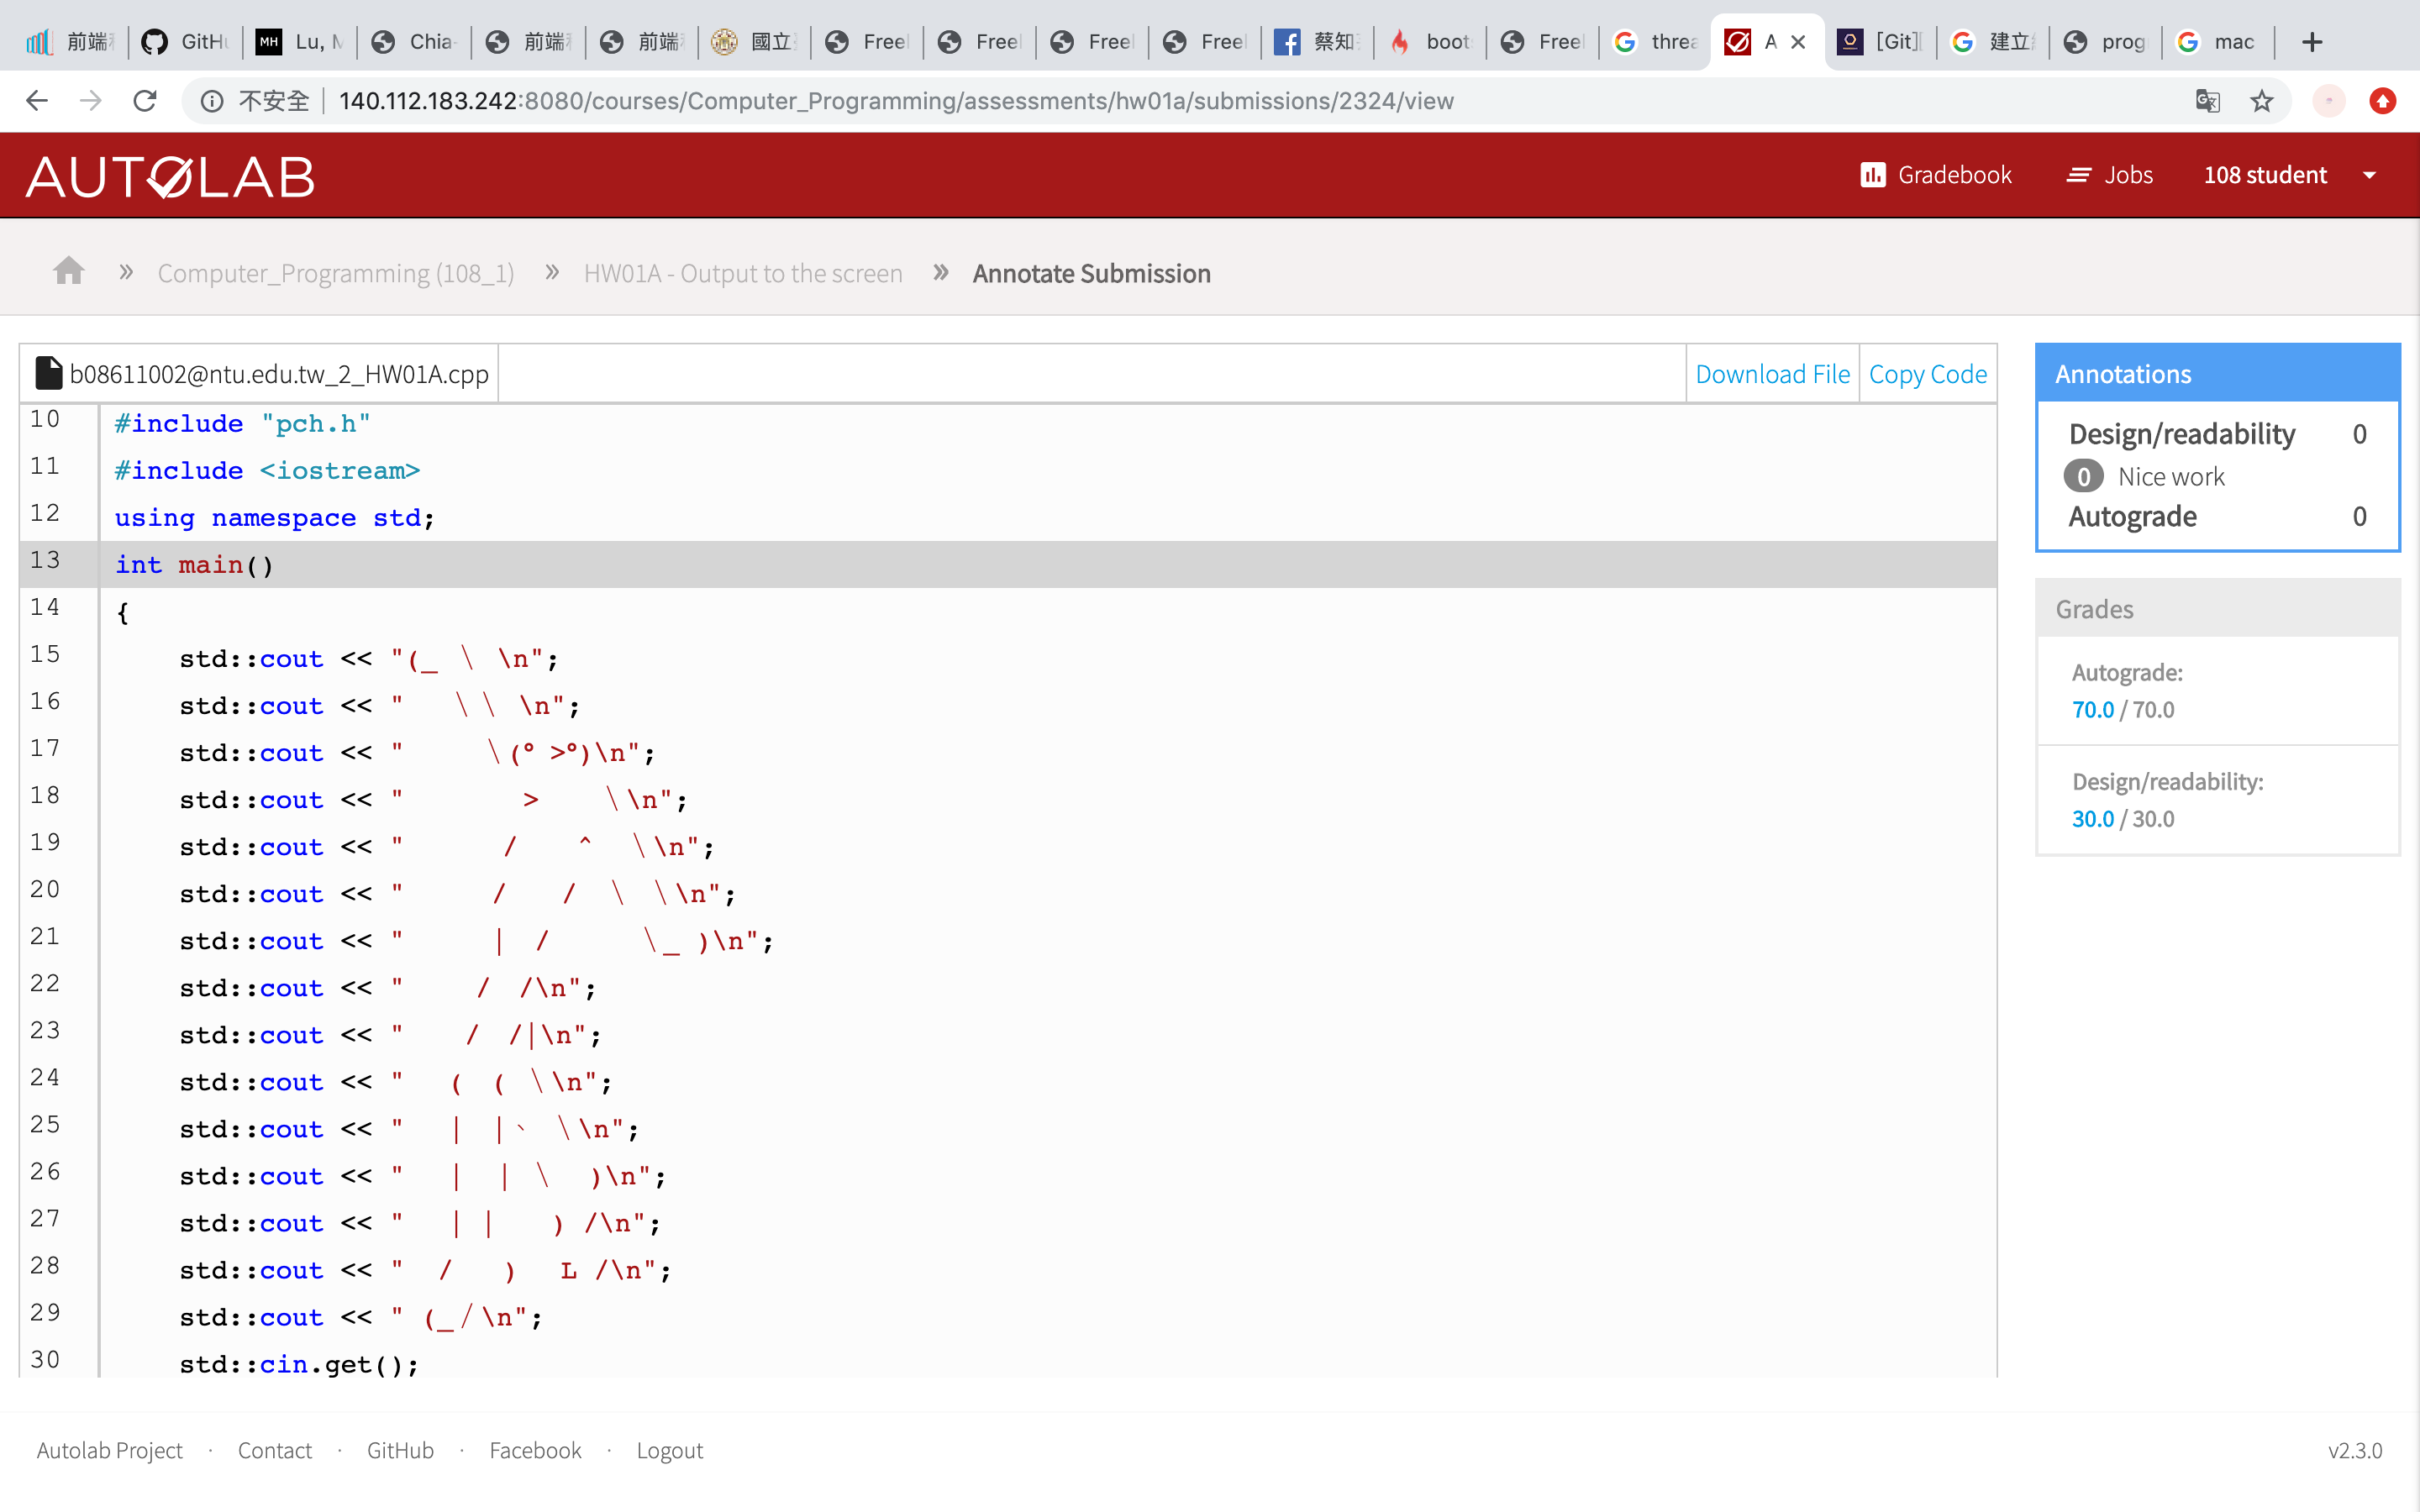 前端
GitHu
MH Lu, M
Chia-
前端
前端
國立
Free
Free
Free
Free
蔡知
boot
Free
threa
A
[Git]
建立
prog
mac
不安全 | 140.112.183.242:8080/courses/Computer_Programming/assessments/hw01a/submissions/2324/view
AUTOLAB
Gradebook
Jobs
108 student
» Computer_Programming (108_1) » HW01A - Output to the screen » Annotate Submission
b08611002@ntu.edu.tw_2_HW01A.cpp
Download File
Copy Code
10 #include "pch.h"
11 #include <iostream>
12 using namespace std;
13 int main()
14 {
15     std::cout << "(_ ＼ \n";
16     std::cout << "   ＼＼ \n";
17     std::cout << "     ＼(° >°)\n";
18     std::cout << "       >    ＼\n";
19     std::cout << "      /    ^  ＼\n";
20     std::cout << "     /   / ＼ ＼\n";
21     std::cout << "     | /     ＼_ )\n";
22     std::cout << "    / /\n";
23     std::cout << "   / /|\n";
24     std::cout << "  ( ( ＼\n";
25     std::cout << "  | |、＼\n";
26     std::cout << "  |  | ＼  )\n";
27     std::cout << "  | |   ) /\n";
28     std::cout << "  /   )  L /\n";
29     std::cout << " (_／\n";
30     std::cin.get();
Annotations
Design/readability 0
0 Nice work
Autograde 0
Grades
Autograde:
70.0 / 70.0
Design/readability:
30.0 / 30.0
Autolab Project · Contact · GitHub · Facebook · Logout
v2.3.0